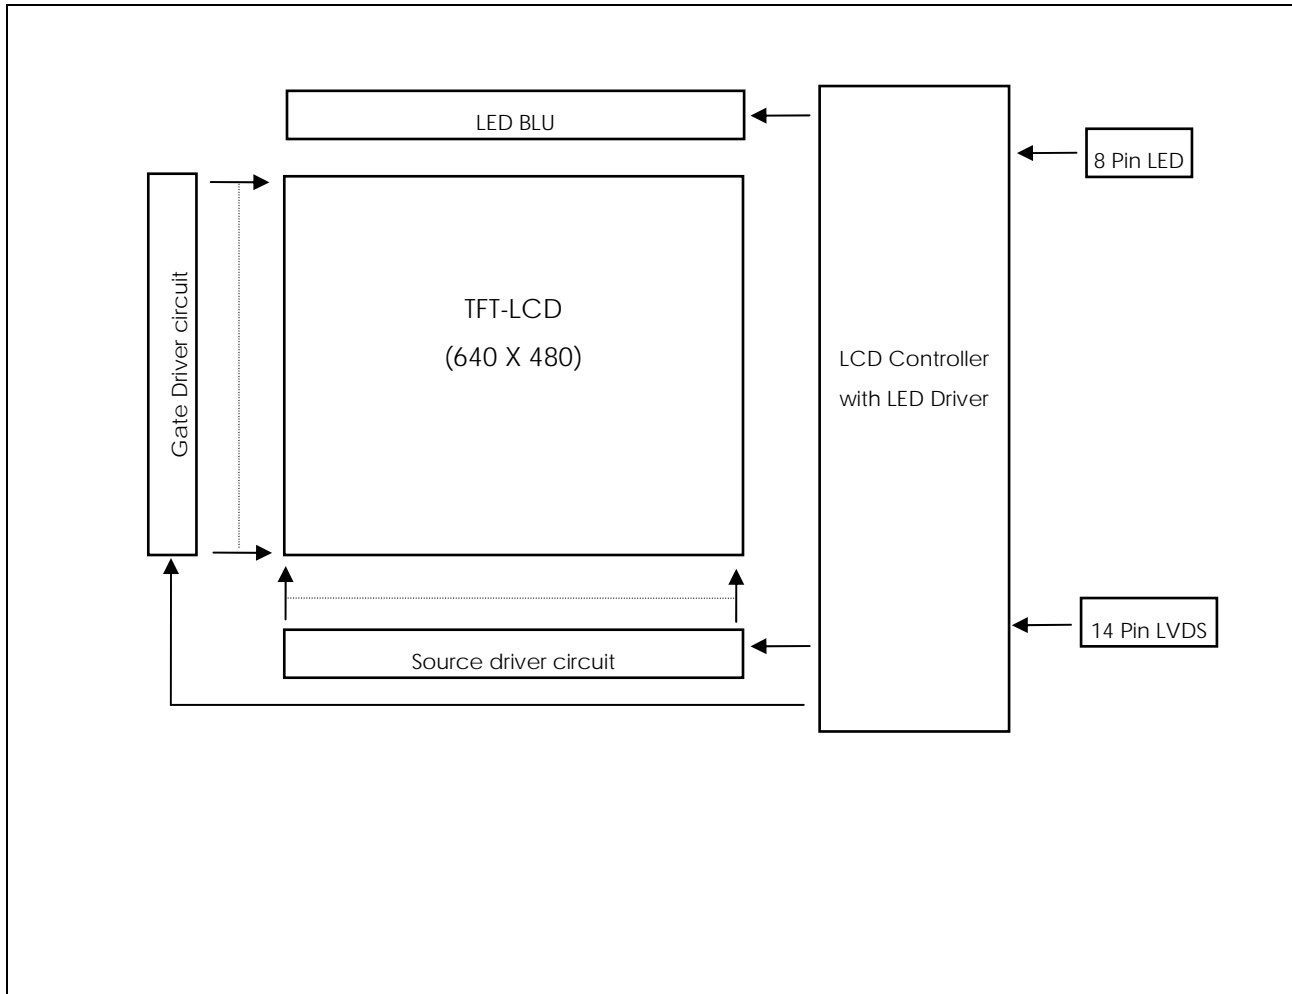 LED BLU
8 Pin LED
Gate Driver circuit
TFT-LCD
(640 X 480)
LCD Controller
with LED Driver
14 Pin LVDS
Source driver circuit